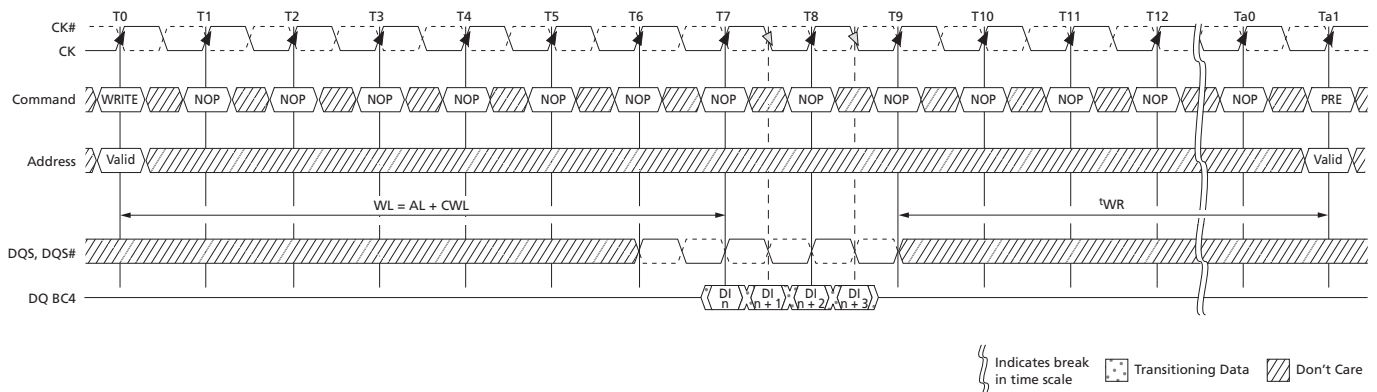 T0 T1 T2 T3 T4 T5 T6 T7 T8 T9 T10 T11 T12 Ta0 Ta1
CK#
CK
Command WRITE NOP NOP NOP NOP NOP NOP NOP NOP NOP NOP NOP NOP NOP PRE
Address Valid Valid
WL = AL + CWL tWR
DQS, DQS#
DQ BC4 DI n DI n + 1 DI n + 2 DI n + 3
Indicates break
in time scale
Transitioning Data
Don't Care